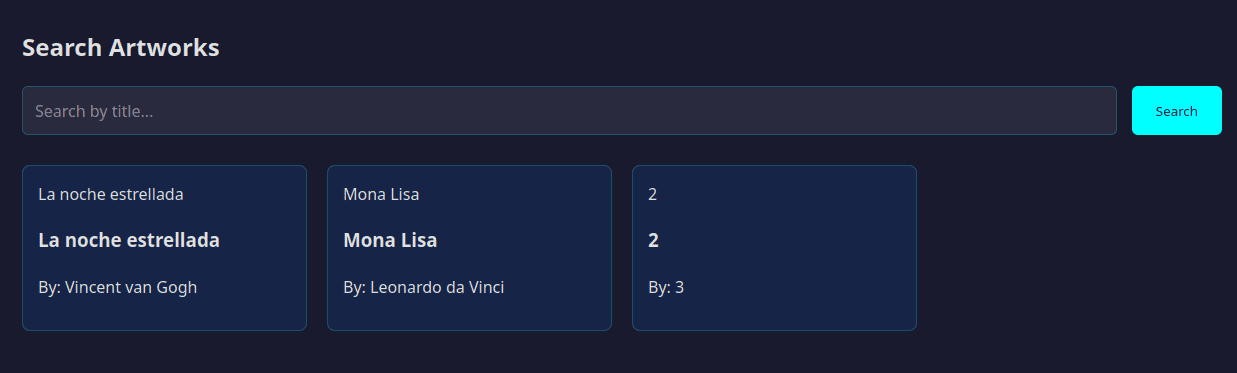 Search Artworks
Search by title...
Search
La noche estrellada
La noche estrellada
By: Vincent van Gogh
Mona Lisa
Mona Lisa
By: Leonardo da Vinci
2
2
By: 3